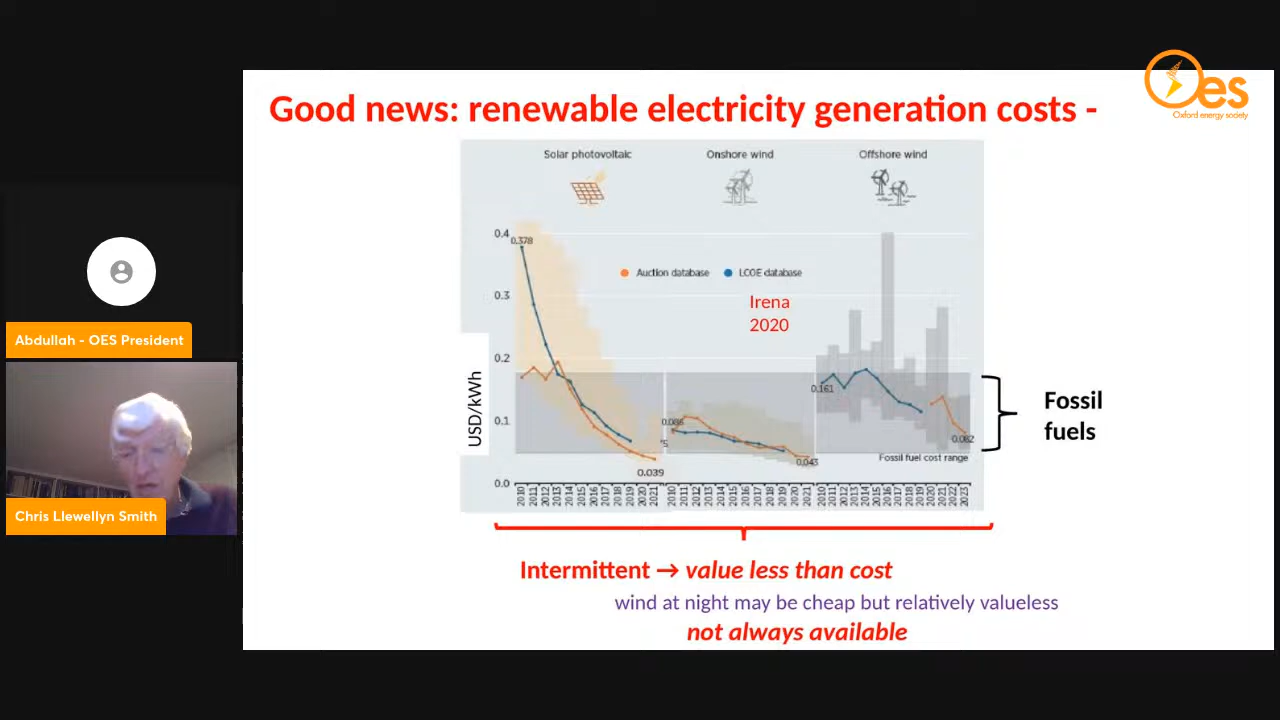 Oes
Oxford energy society
Good news: renewable electricity generation costs -
Solar photovoltaic
Onshore wind
Offshore wind
0.4
0.378
Auction database
LCOE database
0.3
Irena
2020
0.2
0.161
USD/kWh
0.1
0.086
'5
0.082
Fossil fuel cost range
0.043
0.039
0.0
2010 2011 2012 2013 2014 2015 2016 2017 2018 2019 2020 2021
2010 2011 2012 2013 2014 2015 2016 2017 2018 2019 2020 2021
2010 2011 2012 2013 2014 2015 2016 2017 2018 2019 2020 2021 2022 2023
Fossil
fuels
Intermittent → value less than cost
wind at night may be cheap but relatively valueless
not always available
Abdullah - OES President
Chris Llewellyn Smith